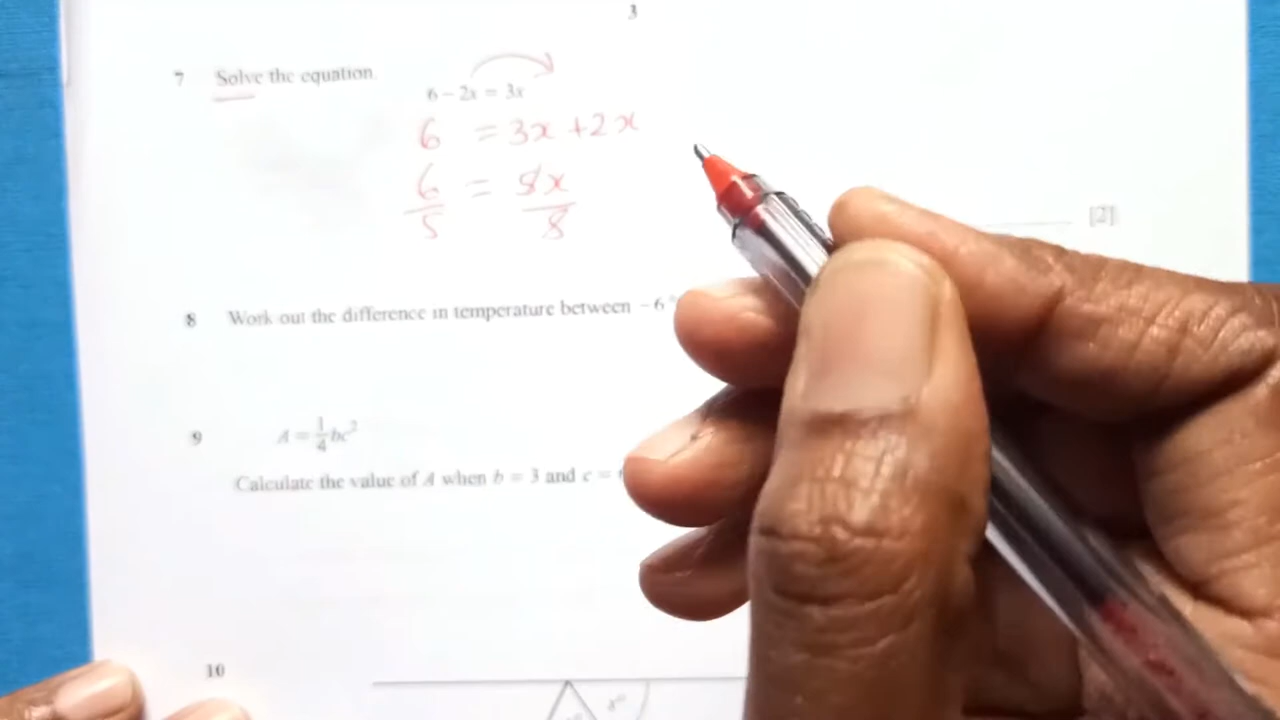 3
7 Solve the equation.
6 − 2x = 3x
6 = 3x + 2x
6/5 = 5x/5
[2]
8 Work out the difference in temperature between −6
9 A = 1/4 bc²
Calculate the value of A when b = 3 and c =
10